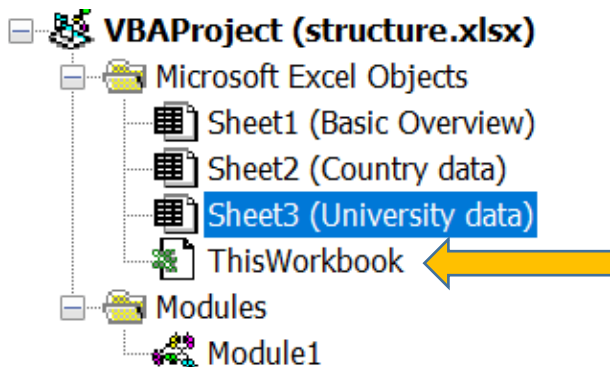 VBAProject (structure.xlsx)
Microsoft Excel Objects
Sheet1 (Basic Overview)
Sheet2 (Country data)
Sheet3 (University data)
ThisWorkbook
Modules
Module1